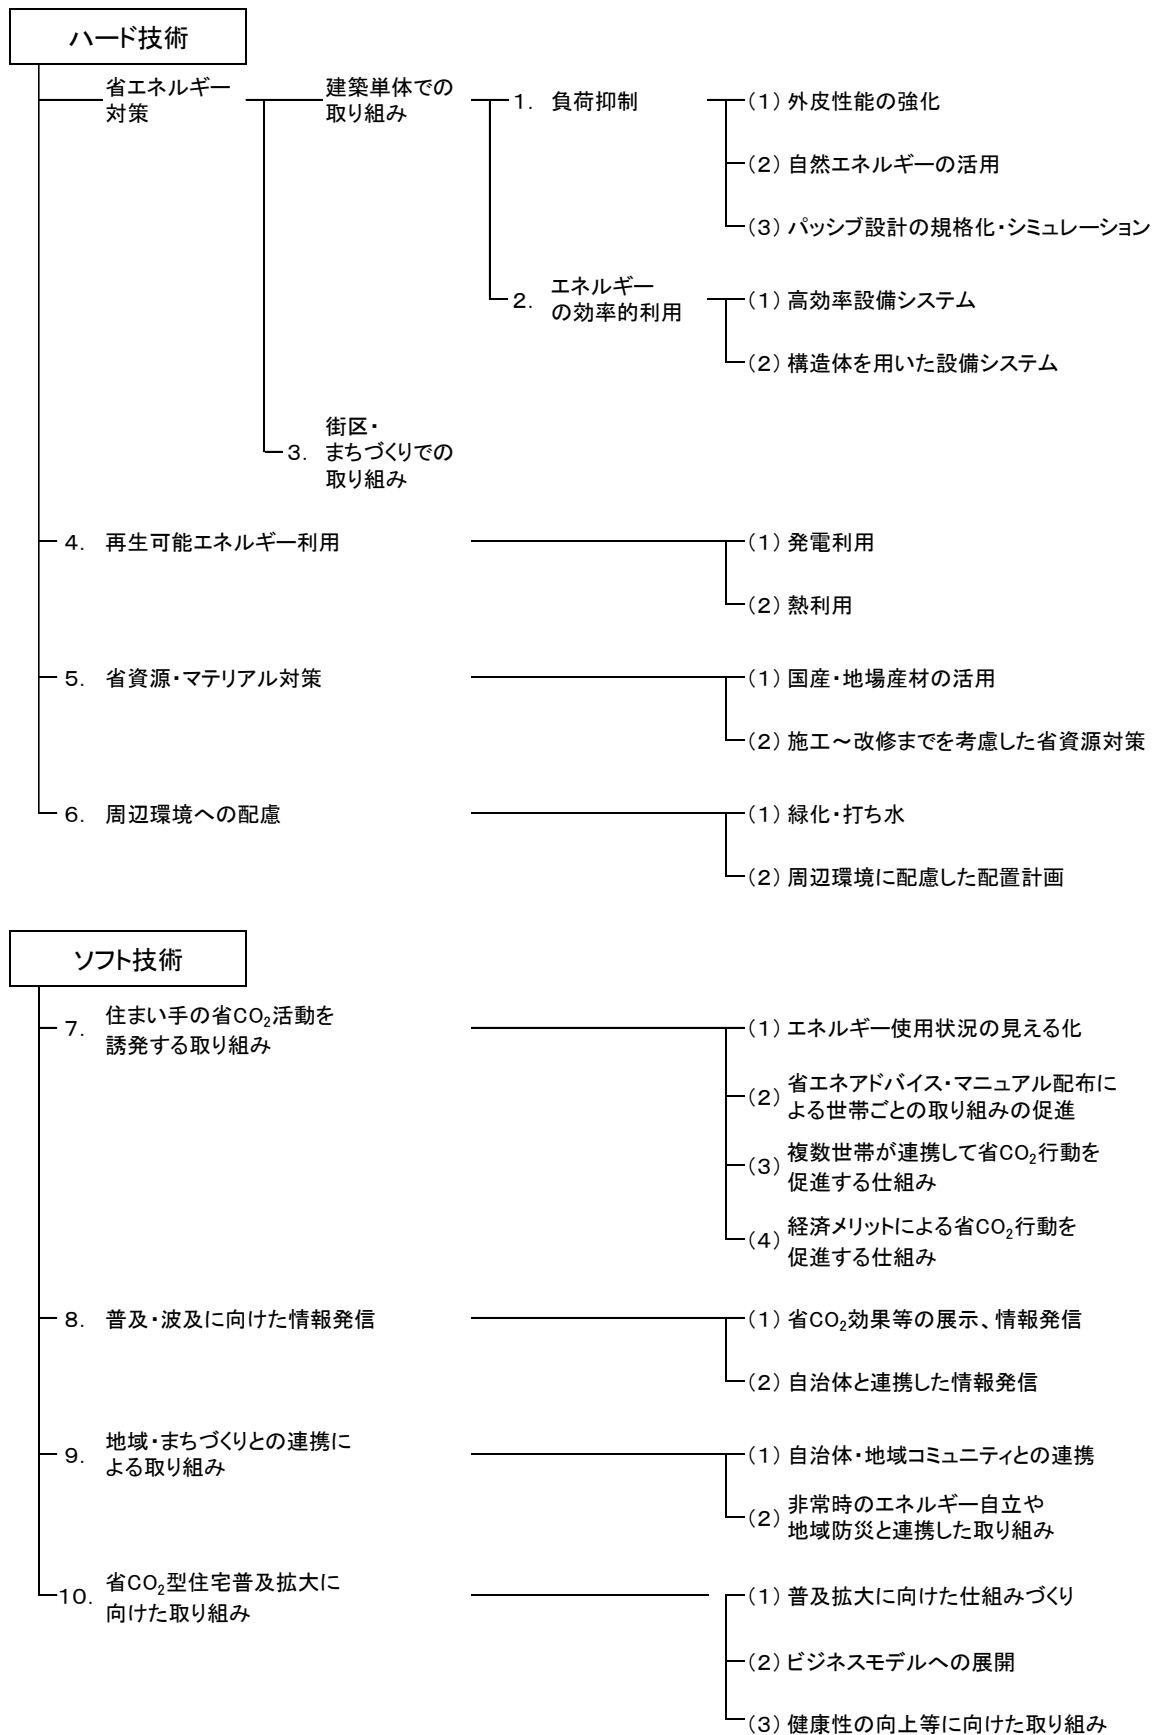 ハード技術
省エネルギー
対策
建築単体での
取り組み
1. 負荷抑制
(1) 外皮性能の強化
(2) 自然エネルギーの活用
(3) パッシブ設計の規格化・シミュレーション
2. エネルギー
の効率的利用
(1) 高効率設備システム
(2) 構造体を用いた設備システム
3. 街区・
まちづくりでの
取り組み
4. 再生可能エネルギー利用
(1) 発電利用
(2) 熱利用
5. 省資源・マテリアル対策
(1) 国産・地場産材の活用
(2) 施工～改修までを考慮した省資源対策
6. 周辺環境への配慮
(1) 緑化・打ち水
(2) 周辺環境に配慮した配置計画
ソフト技術
7. 住まい手の省CO₂活動を
誘発する取り組み
(1) エネルギー使用状況の見える化
(2) 省エネアドバイス・マニュアル配布に
よる世帯ごとの取り組みの促進
(3) 複数世帯が連携して省CO₂行動を
促進する仕組み
(4) 経済メリットによる省CO₂行動を
促進する仕組み
8. 普及・波及に向けた情報発信
(1) 省CO₂効果等の展示、情報発信
(2) 自治体と連携した情報発信
9. 地域・まちづくりとの連携に
よる取り組み
(1) 自治体・地域コミュニティとの連携
(2) 非常時のエネルギー自立や
地域防災と連携した取り組み
10. 省CO₂型住宅普及拡大に
向けた取り組み
(1) 普及拡大に向けた仕組みづくり
(2) ビジネスモデルへの展開
(3) 健康性の向上等に向けた取り組み